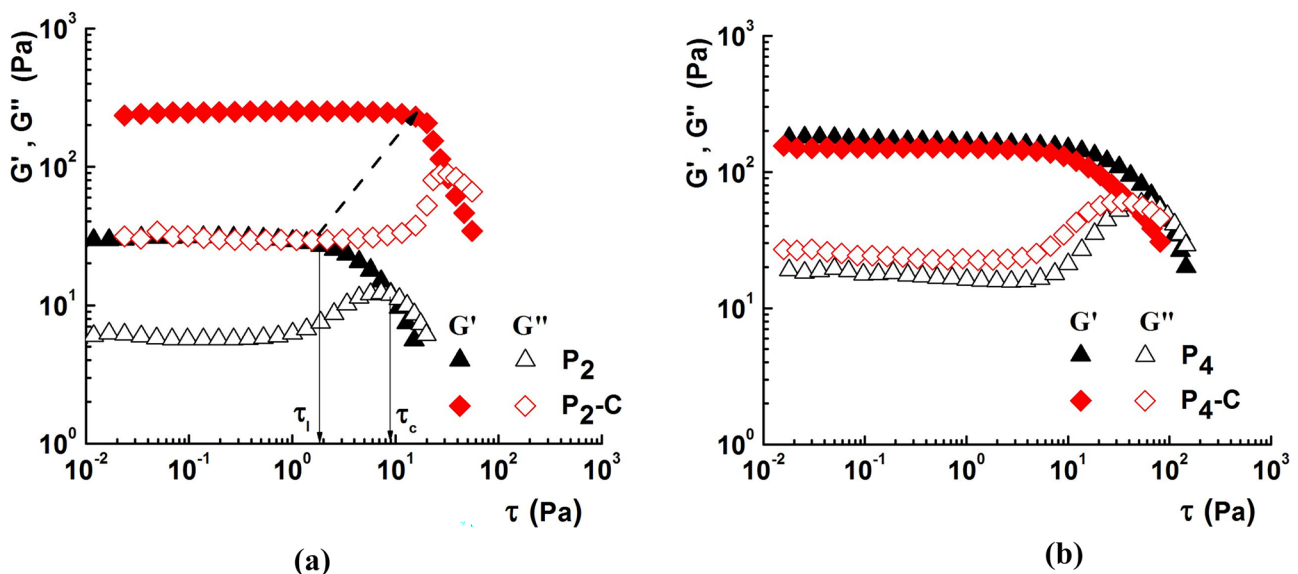 10³
G', G'' (Pa)
10²
10¹
10⁰
10⁻² 10⁻¹ 10⁰ 10¹ 10² 10³
τ (Pa)
τₗ
τ꜀
G' G''
P₂
P₂-C
(a)
10³
G', G'' (Pa)
10²
10¹
10⁰
10⁻² 10⁻¹ 10⁰ 10¹ 10² 10³
τ (Pa)
G' G''
P₄
P₄-C
(b)